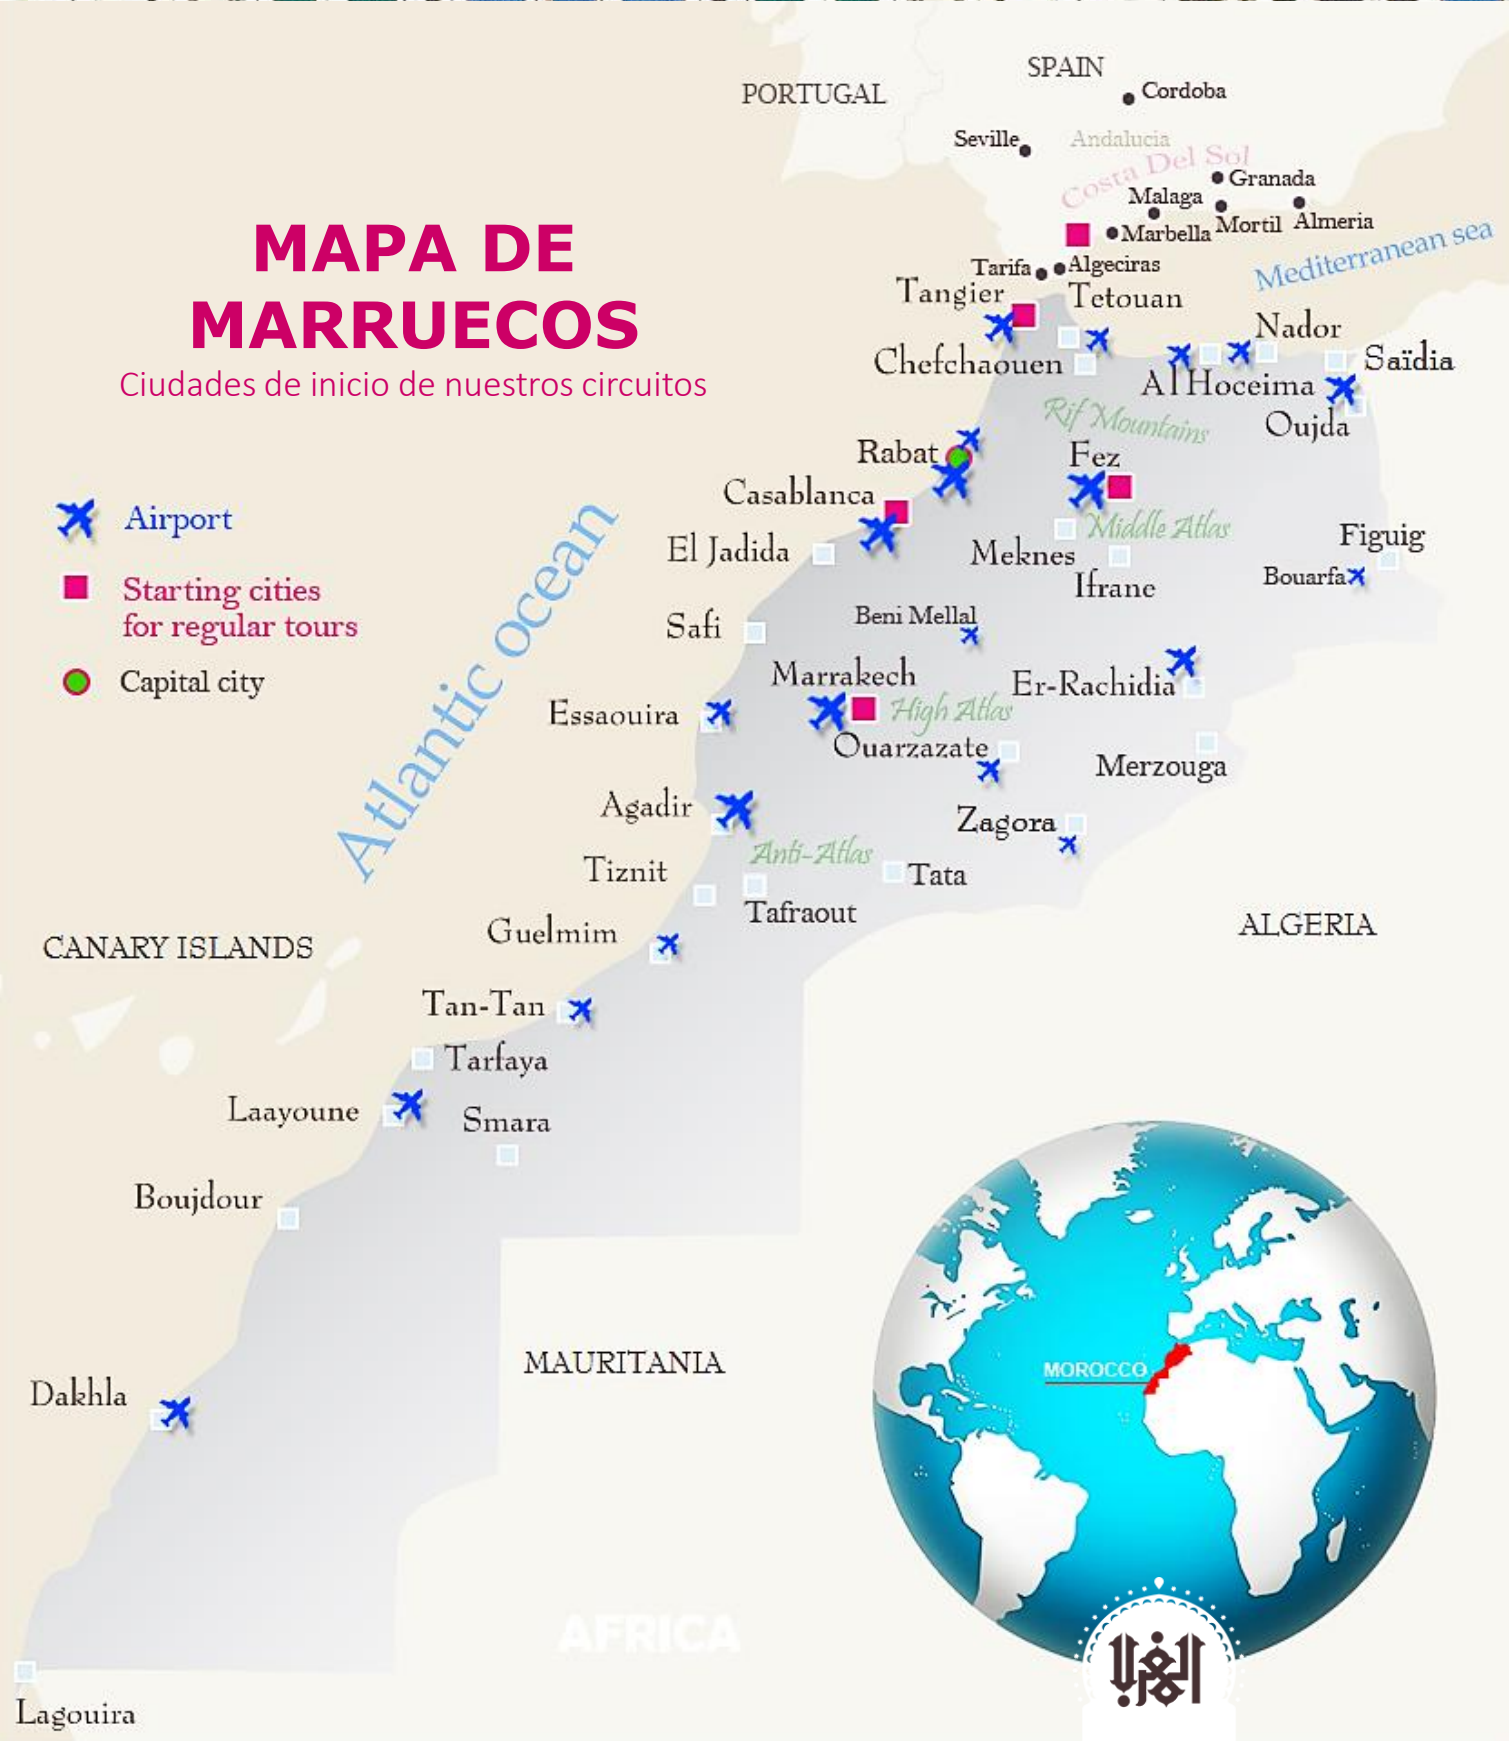 SPAIN
PORTUGAL
Cordoba
Seville
Andalucia
Costa Del Sol
Granada
Malaga
Mortil
Almeria
Marbella
Mediterranean sea
MAPA DE
MARRUECOS
Ciudades de inicio de nuestros circuitos
Tarifa
Algeciras
Tangier
Tetouan
Nador
Chefchaouen
Saïdia
Al Hoceima
Rif Mountains
Oujda
Rabat
Fez
Casablanca
Airport
Middle Atlas
El Jadida
Meknes
Figuig
Ifrane
Bouarfa
Starting cities
for regular tours
Atlantic ocean
Safi
Beni Mellal
Capital city
Marrakech
Er-Rachidia
Essaouira
High Atlas
Ouarzazate
Merzouga
Agadir
Zagora
Anti-Atlas
Tiznit
Tata
Tafraout
ALGERIA
Guelmim
CANARY ISLANDS
Tan-Tan
Tarfaya
Laayoune
Smara
Boujdour
MAURITANIA
MOROCCO
Dakhla
AFRICA
المغرب
Lagouira